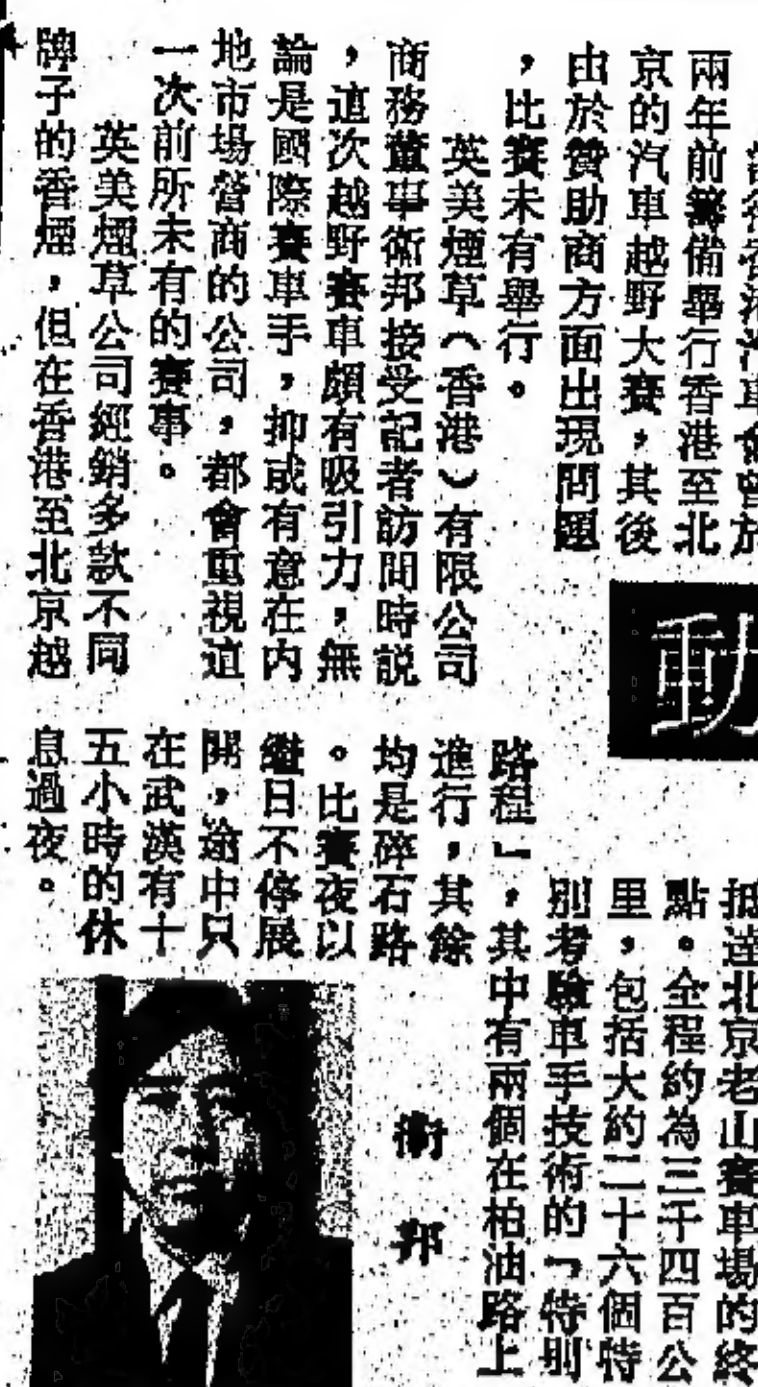 香港汽車會曾於
兩年前籌備舉行香港至北
京的汽車越野大賽，其後
由於贊助商方面出現問題
，比賽未有舉行。
英美煙草（香港）有限公司
商務董事衛邦接受記者訪問時説
，這次越野賽車頗有吸引力，無
論是國際賽車手，抑或有意在内
地市場營商的公司，都會重視這
一次前所未有的賽事。
英美煙草公司經銷多款不同
牌子的香煙，但在香港至北京越
動
抵達北京老山賽車場的終
點。全程約為三千四百公
里，包括大約二十六個特
別考驗車手技術的「特別
路程」，其中有兩個在柏油路上
進行，其餘
均是碎石路
。比賽夜以
繼日不停展
開，途中只
在武漢有十
五小時的休
息過夜。
衛邦